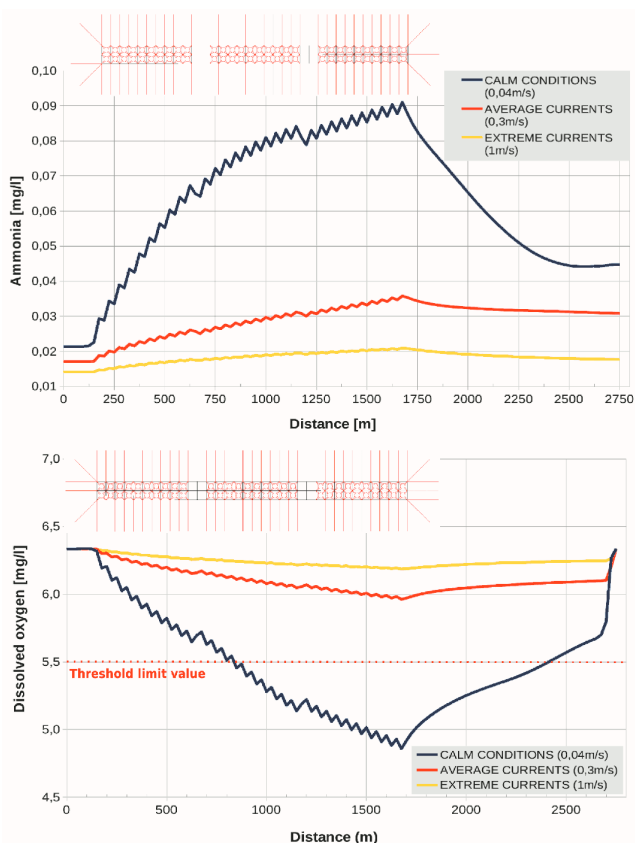 0,10
0,09
0,08
0,07
0,06
0,05
0,04
0,03
0,02
0,01
Ammonia [mg/l]
CALM CONDITIONS
(0,04m/s)
AVERAGE CURRENTS
(0,3m/s)
EXTREME CURRENTS
(1m/s)
0 250 500 750 1000 1250 1500 1750 2000 2250 2500 2750
Distance [m]
7,0
6,5
6,0
5,5
5,0
4,5
Dissolved oxygen [mg/l]
Threshold limit value
CALM CONDITIONS (0,04m/s)
AVERAGE CURRENTS (0,3m/s)
EXTREME CURRENTS (1m/s)
0 500 1000 1500 2000 2500
Distance (m)